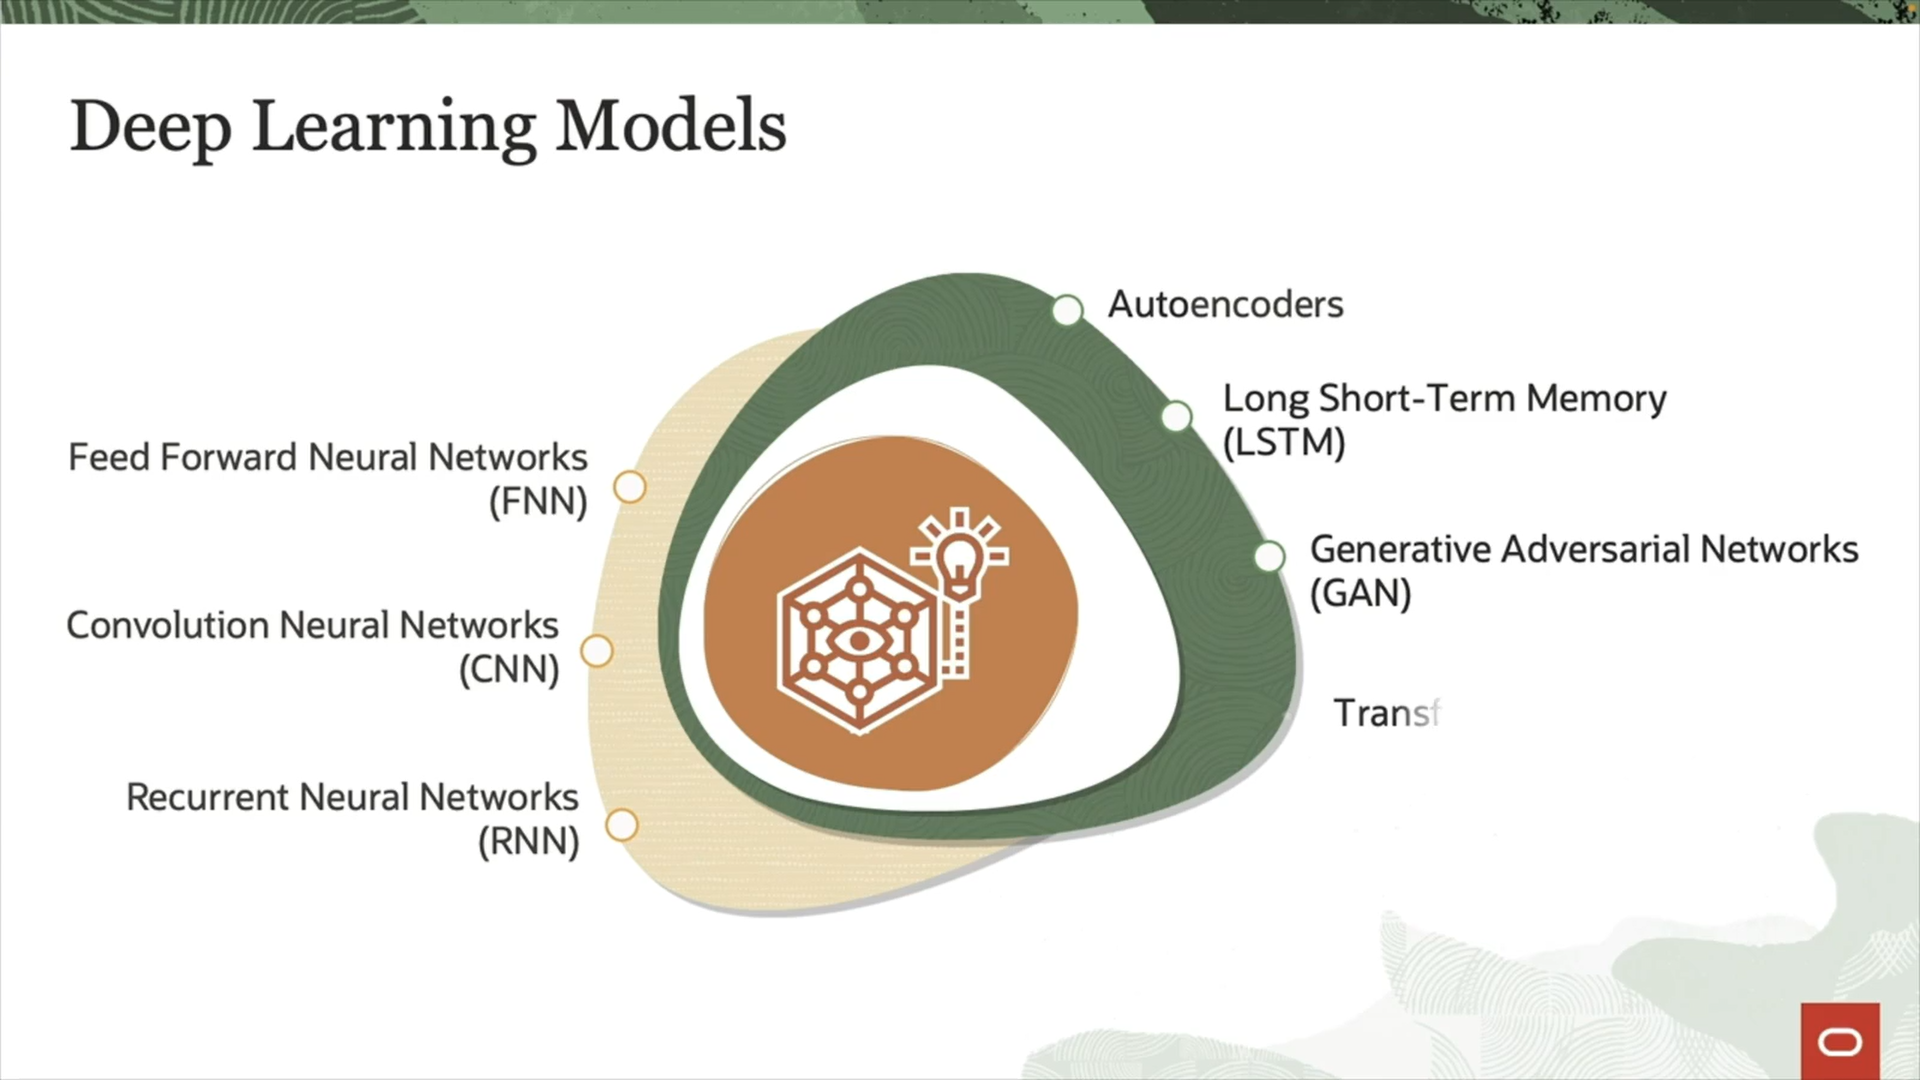 Deep Learning Models
Feed Forward Neural Networks
(FNN)
Convolution Neural Networks
(CNN)
Recurrent Neural Networks
(RNN)
Autoencoders
Long Short-Term Memory
(LSTM)
Generative Adversarial Networks
(GAN)
Transf